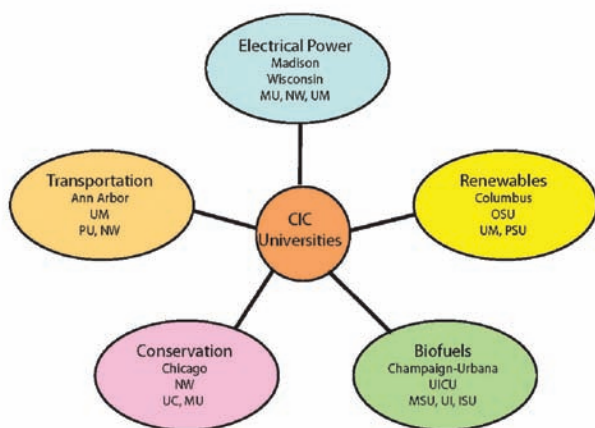 Electrical Power
Madison
Wisconsin
MU, NW, UM
Transportation
Ann Arbor
UM
PU, NW
Renewables
Columbus
OSU
UM, PSU
CIC
Universities
Conservation
Chicago
NW
UC, MU
Biofuels
Champaign-Urbana
UICU
MSU, UI, ISU